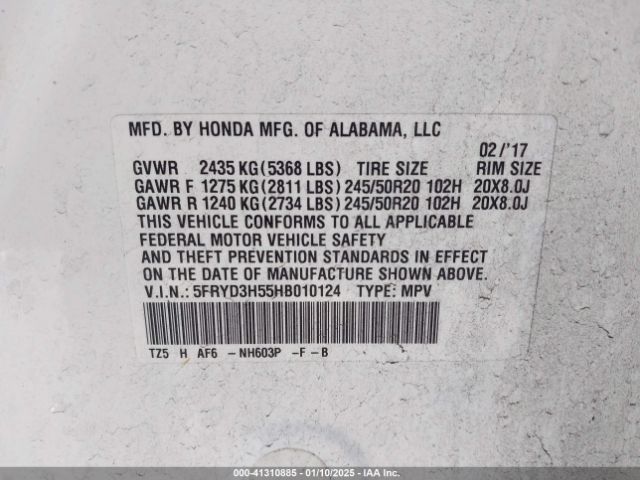 MFD. BY HONDA MFG. OF ALABAMA, LLC
02/'17
GVWR 2435 KG(5368 LBS) TIRE SIZE RIM SIZE
GAWR F 1275 KG(2811 LBS) 245/50R20 102H 20X8.0J
GAWR R 1240 KG(2734 LBS) 245/50R20 102H 20X8.0J
THIS VEHICLE CONFORMS TO ALL APPLICABLE
FEDERAL MOTOR VEHICLE SAFETY
AND THEFT PREVENTION STANDARDS IN EFFECT
ON THE DATE OF MANUFACTURE SHOWN ABOVE.
V.I.N.: 5FRYD3H55HB010124 TYPE: MPV
TZ5 H AF6 -NH603P -F-B
000-41310885 - 01/10/2025 - IAA Inc.